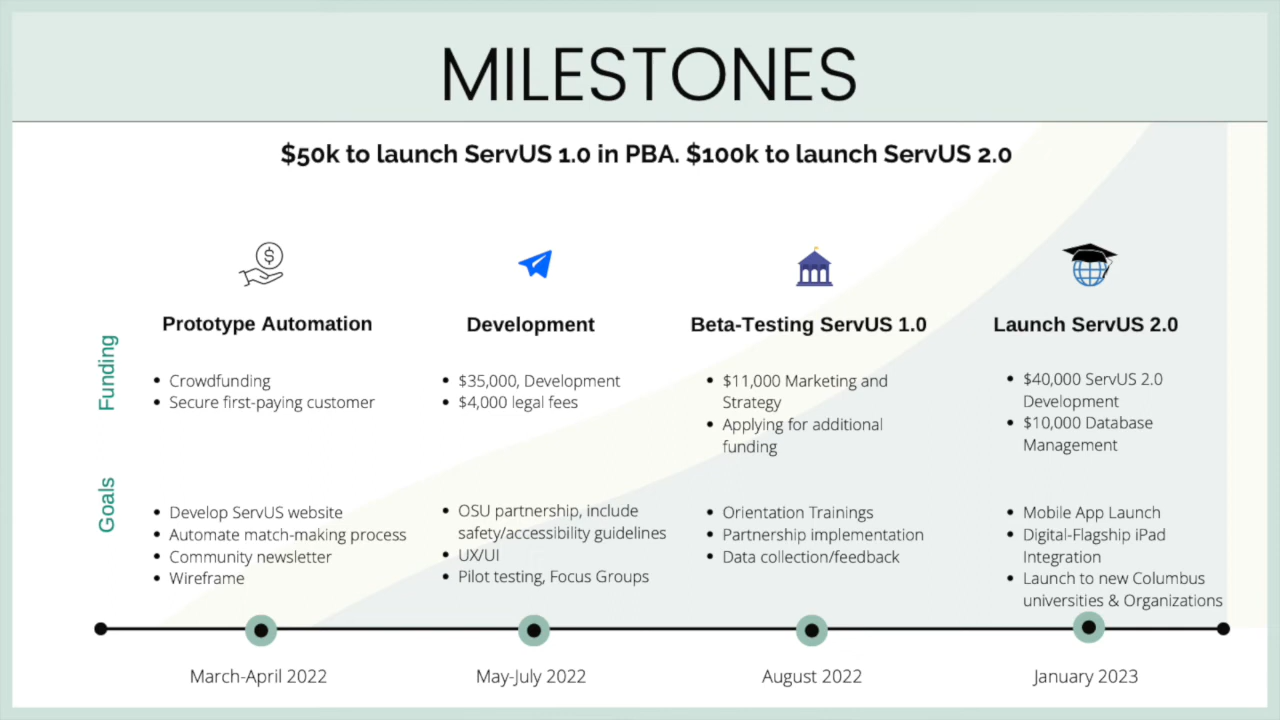 MILESTONES
$50k to launch ServUS 1.0 in PBA. $100k to launch ServUS 2.0
$
Prototype Automation
Development
Beta-Testing ServUS 1.0
Launch ServUS 2.0
Funding
• Crowdfunding
• Secure first-paying customer
• $35,000, Development
• $4,000 legal fees
• $11,000 Marketing and
Strategy
• Applying for additional
funding
• $40,000 ServUS 2.0
Development
• $10,000 Database
Management
Goals
• Develop ServUS website
• Automate match-making process
• Community newsletter
• Wireframe
• OSU partnership, include
safety/accessibility guidelines
• UX/UI
• Pilot testing, Focus Groups
• Orientation Trainings
• Partnership implementation
• Data collection/feedback
• Mobile App Launch
• Digital-Flagship iPad
Integration
• Launch to new Columbus
universities & Organizations
March-April 2022
May-July 2022
August 2022
January 2023